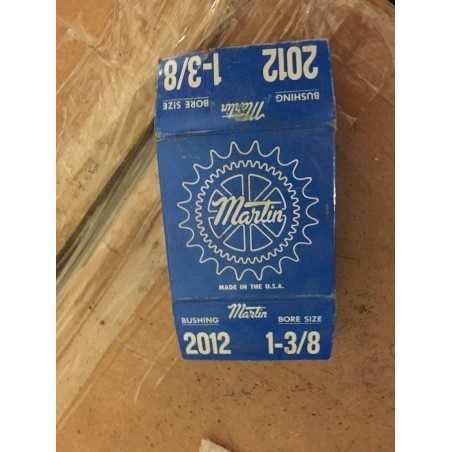 2012 1-3/8
BUSHING Martin BORE SIZE
Martin
MADE IN THE U.S.A.
BUSHING Martin BORE SIZE
2012 1-3/8